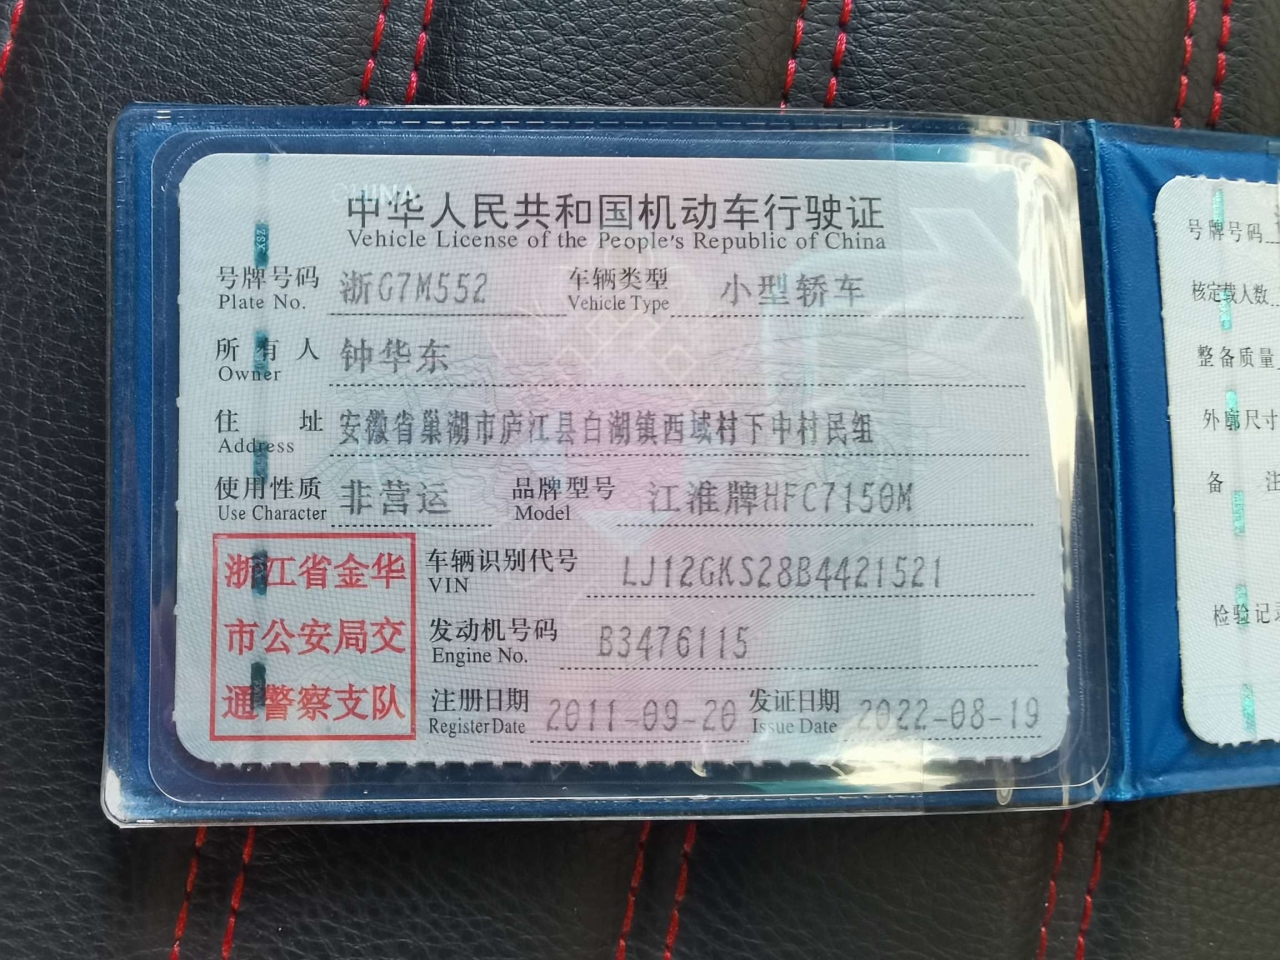 CHINA
中华人民共和国机动车行驶证
Vehicle License of the People's Republic of China
号牌号码 浙G7M552 车辆类型 小型轿车
Plate No. Vehicle Type
所有人 钟华东
Owner
住址 安徽省巢湖市庐江县白湖镇西域村下中村民组
Address
使用性质 非营运 品牌型号 江淮牌HFC7150M
Use Character Model
浙江省金华
市公安局交
通警察支队
车辆识别代号 LJ12GKS28B4421521
VIN
发动机号码 B3476115
Engine No.
注册日期 2011-09-20 发证日期 2022-08-19
Register Date Issue Date
号牌号码
核定载人数
整备质量
外廓尺寸
备注
检验记录